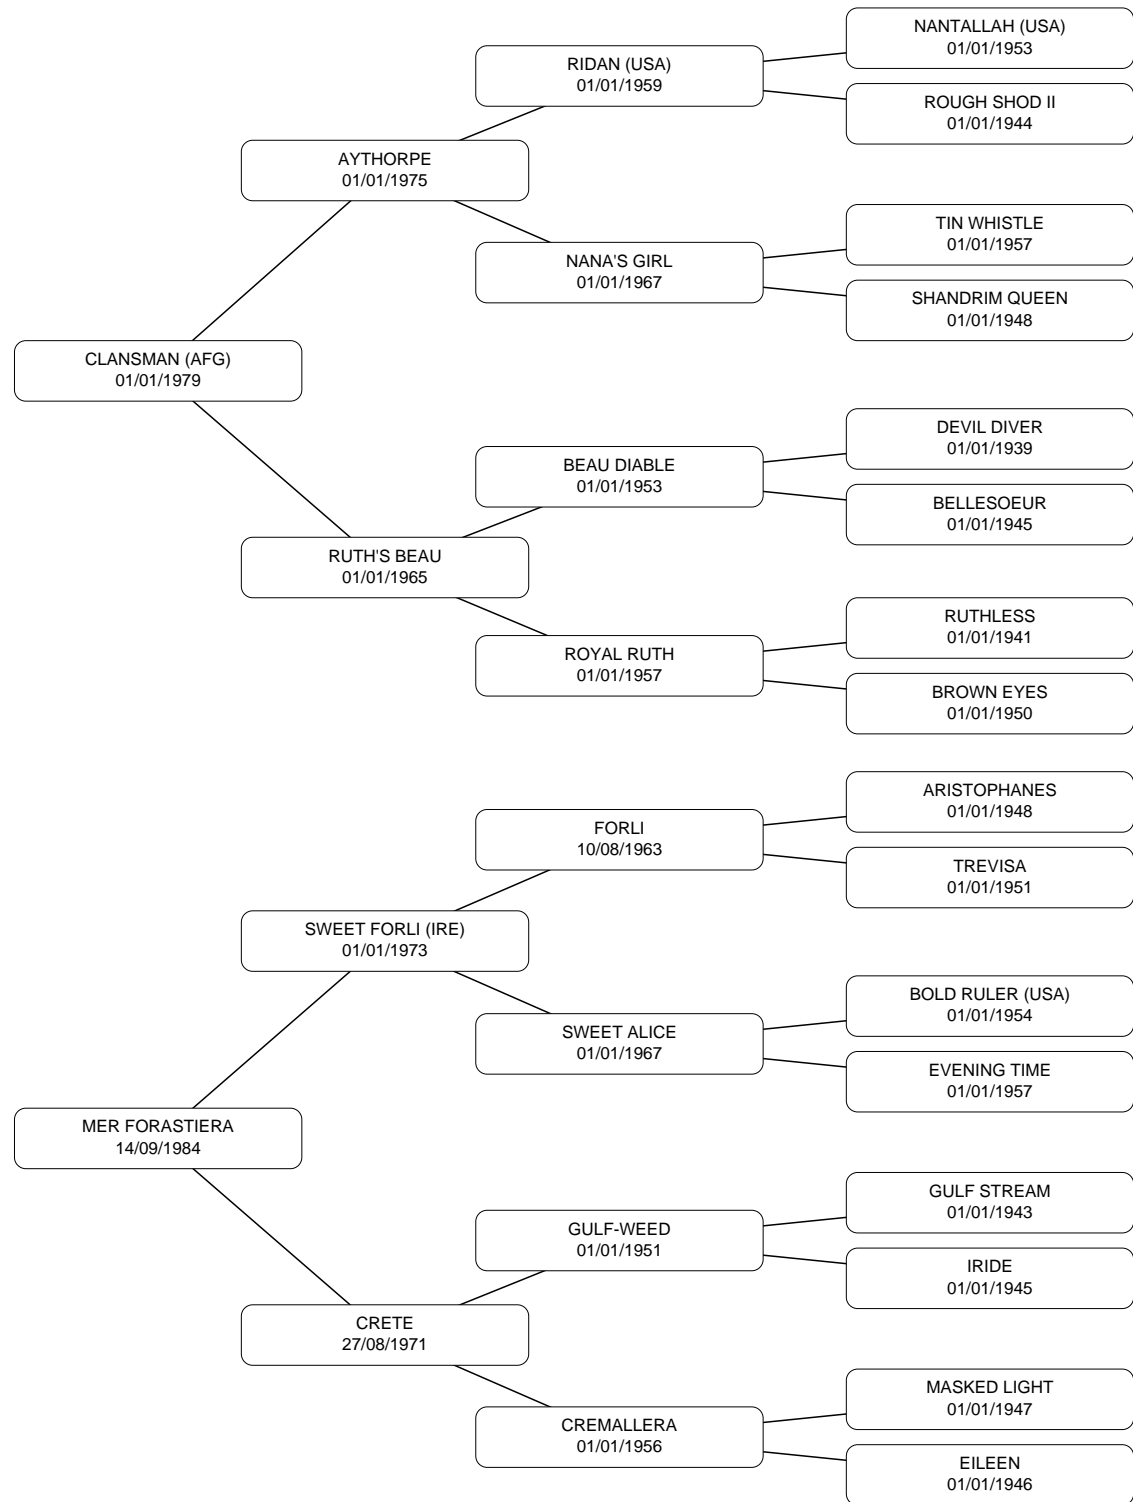 NANTALLAH (USA)
01/01/1953
RIDAN (USA)
01/01/1959
ROUGH SHOD II
01/01/1944
AYTHORPE
01/01/1975
TIN WHISTLE
01/01/1957
NANA'S GIRL
01/01/1967
SHANDRIM QUEEN
01/01/1948
CLANSMAN (AFG)
01/01/1979
DEVIL DIVER
01/01/1939
BEAU DIABLE
01/01/1953
BELLESOEUR
01/01/1945
RUTH'S BEAU
01/01/1965
RUTHLESS
01/01/1941
ROYAL RUTH
01/01/1957
BROWN EYES
01/01/1950
ARISTOPHANES
01/01/1948
FORLI
10/08/1963
TREVISA
01/01/1951
SWEET FORLI (IRE)
01/01/1973
BOLD RULER (USA)
01/01/1954
SWEET ALICE
01/01/1967
EVENING TIME
01/01/1957
MER FORASTIERA
14/09/1984
GULF STREAM
01/01/1943
GULF-WEED
01/01/1951
IRIDE
01/01/1945
CRETE
27/08/1971
MASKED LIGHT
01/01/1947
CREMALLERA
01/01/1956
EILEEN
01/01/1946